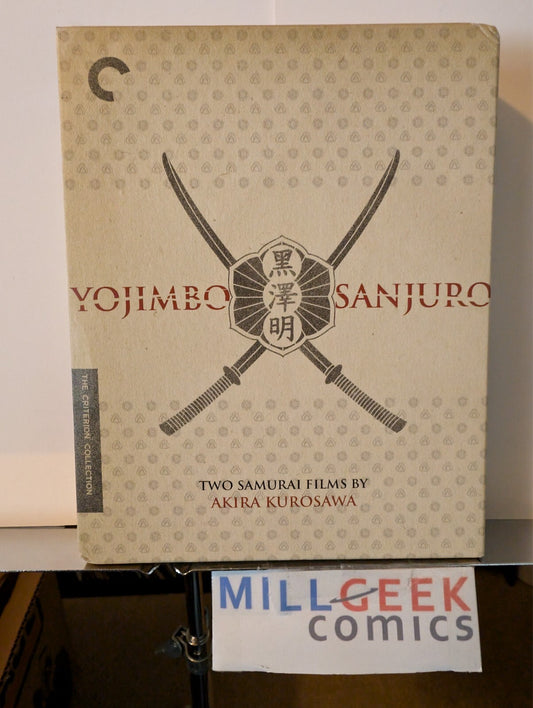 YOJIMBO SANJURO
黒
澤
明
THE CRITERION COLLECTION
TWO SAMURAI FILMS BY
AKIRA KUROSAWA
MILLGEEK
comics